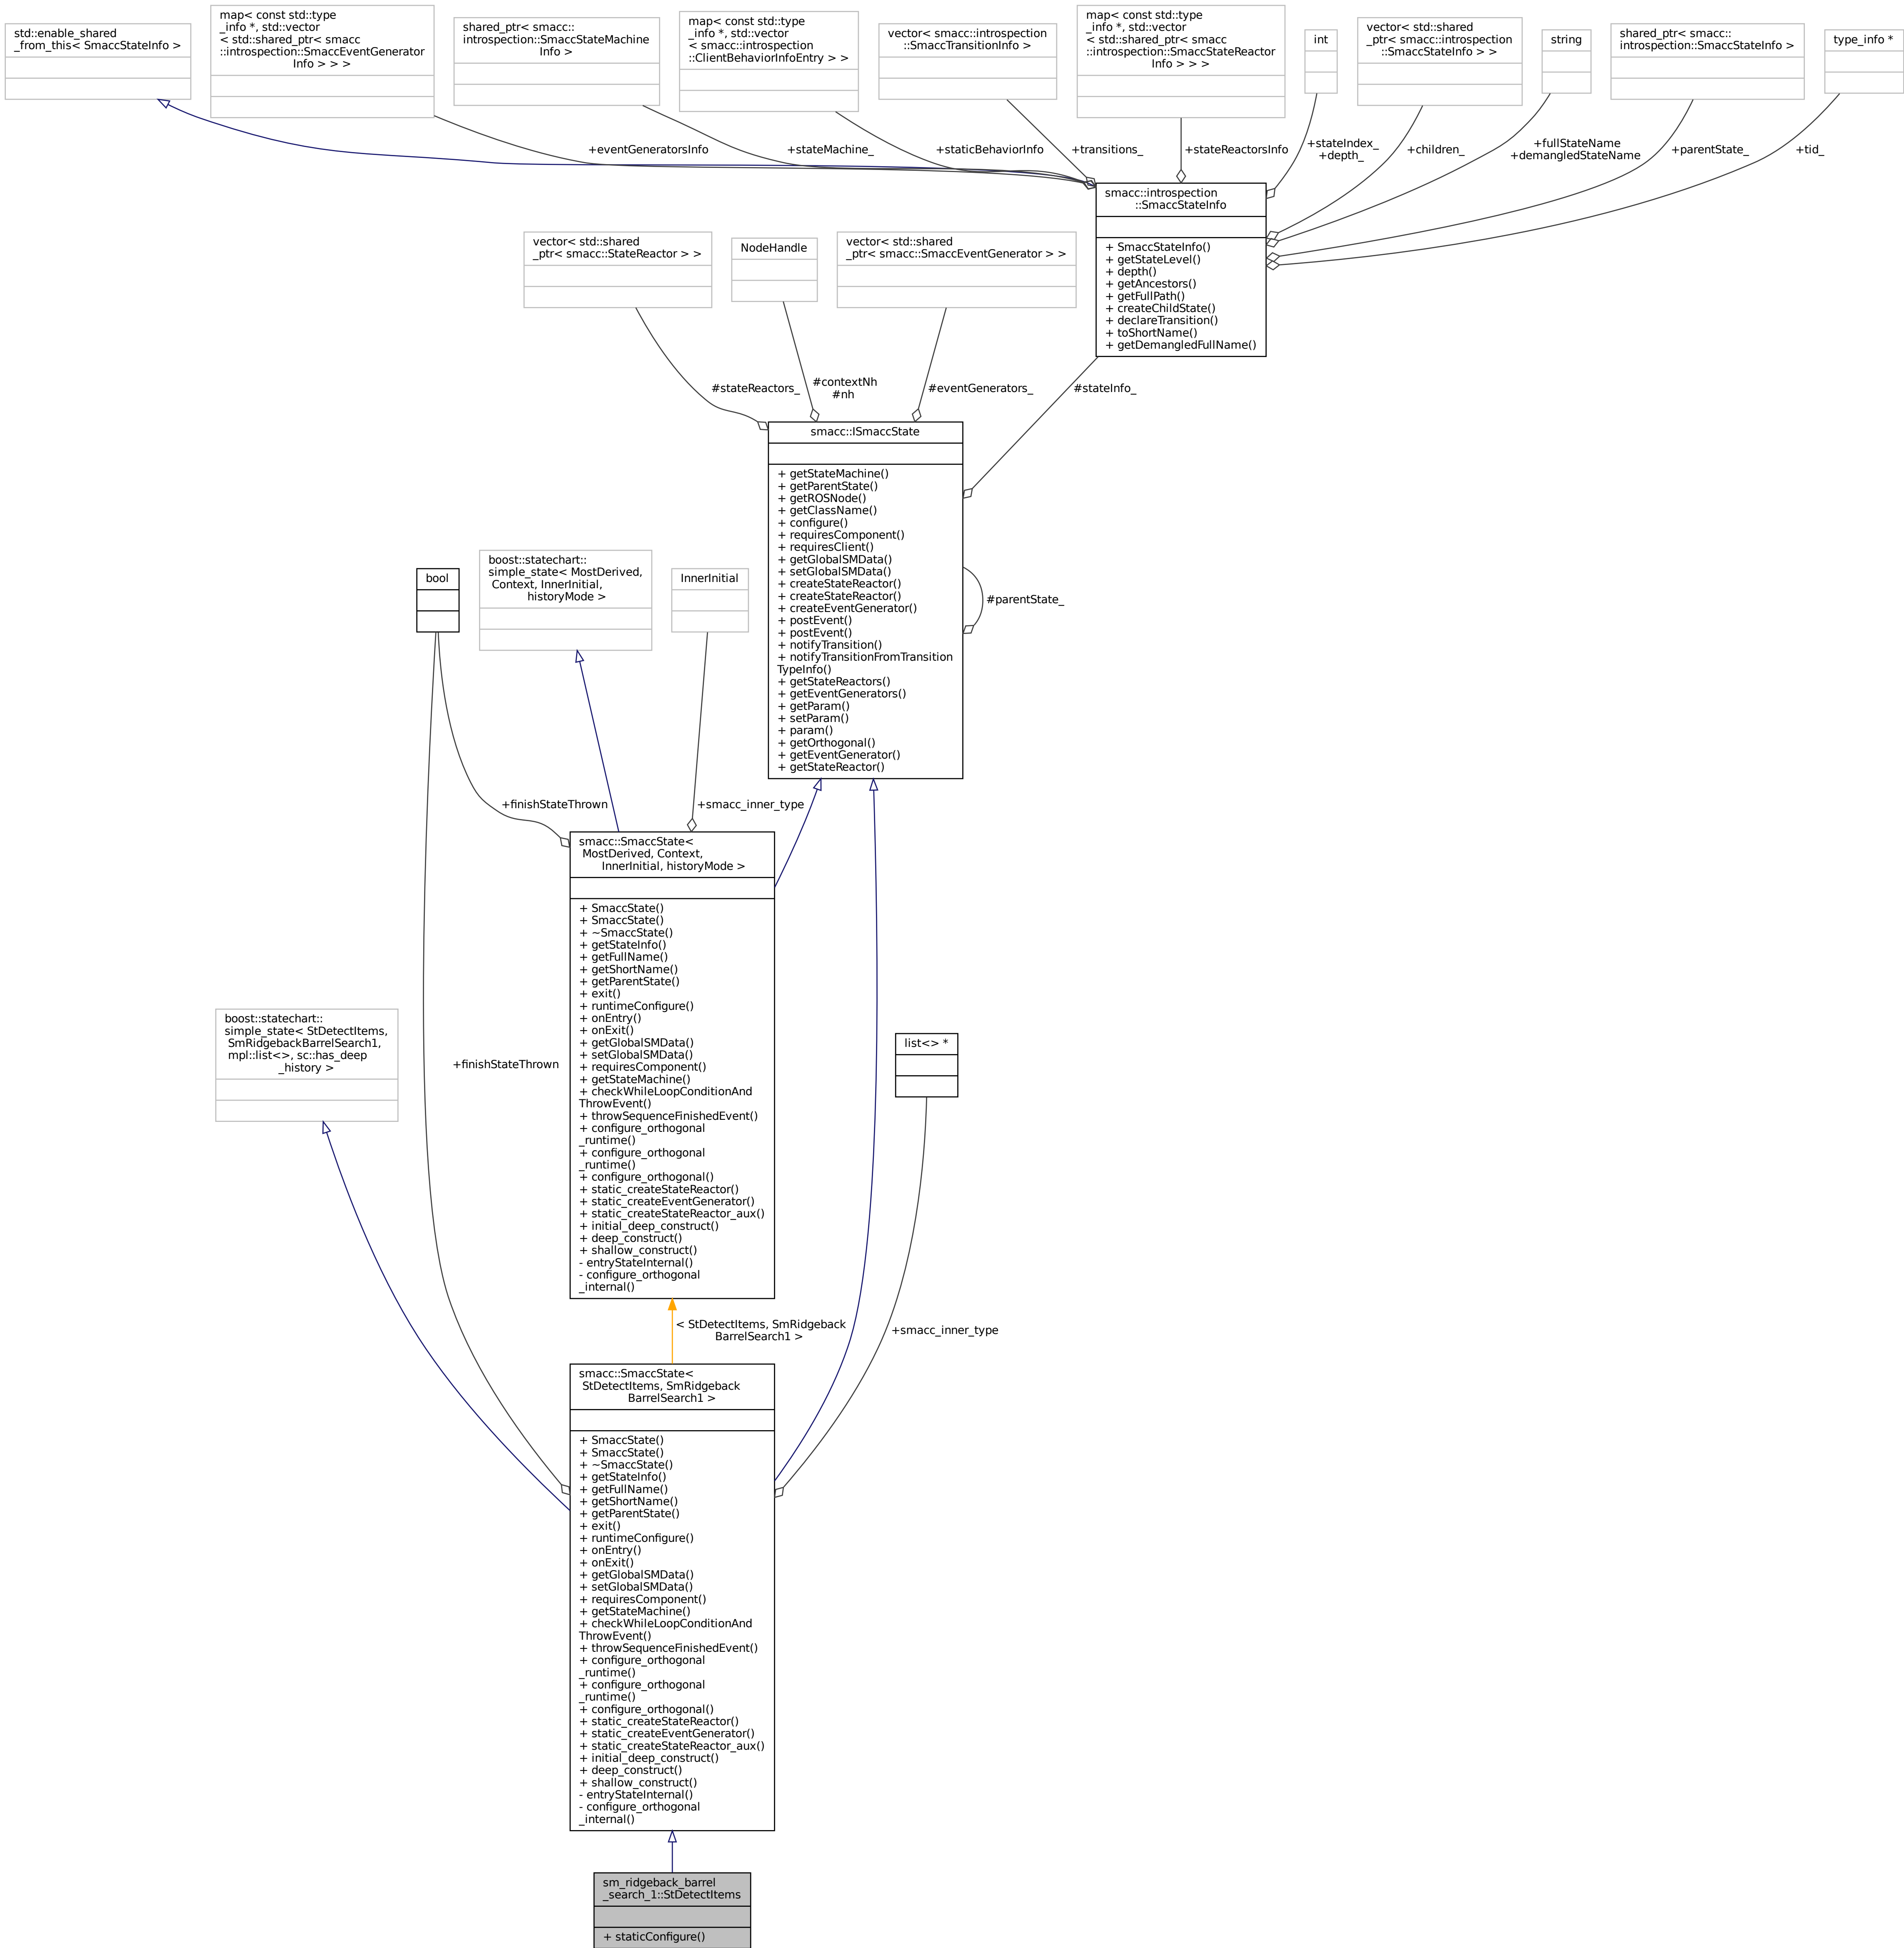 std::enable_shared
_from_this< SmaccStateInfo >
map< const std::type
_info *, std::vector
< std::shared_ptr< smacc
::introspection::SmaccEventGenerator
Info > > >
shared_ptr< smacc::
introspection::SmaccStateMachine
Info >
map< const std::type
_info *, std::vector
< smacc::introspection
::ClientBehaviorInfoEntry > >
vector< smacc::introspection
::SmaccTransitionInfo >
map< const std::type
_info *, std::vector
< std::shared_ptr< smacc
::introspection::SmaccStateReactor
Info > > >
int
vector< std::shared
_ptr< smacc::introspection
::SmaccStateInfo > >
string
shared_ptr< smacc::
introspection::SmaccStateInfo >
type_info *
+eventGeneratorsInfo
+stateMachine_
+staticBehaviorInfo
+transitions_
+stateReactorsInfo
+stateIndex_
+depth_
+children_
+fullStateName
+demangledStateName
+parentState_
+tid_
smacc::introspection
::SmaccStateInfo
+ SmaccStateInfo()
+ getStateLevel()
+ depth()
+ getAncestors()
+ getFullPath()
+ createChildState()
+ declareTransition()
+ toShortName()
+ getDemangledFullName()
vector< std::shared
_ptr< smacc::StateReactor > >
NodeHandle
vector< std::shared
_ptr< smacc::SmaccEventGenerator > >
#stateReactors_
#contextNh
#nh
#eventGenerators_
#stateInfo_
smacc::ISmaccState
+ getStateMachine()
+ getParentState()
+ getROSNode()
+ getClassName()
+ configure()
+ requiresComponent()
+ requiresClient()
+ getGlobalSMData()
+ setGlobalSMData()
+ createStateReactor()
+ createStateReactor()
+ createEventGenerator()
+ postEvent()
+ postEvent()
+ notifyTransition()
+ notifyTransitionFromTransition
TypeInfo()
+ getStateReactors()
+ getEventGenerators()
+ getParam()
+ setParam()
+ param()
+ getOrthogonal()
+ getEventGenerator()
+ getStateReactor()
#parentState_
bool
boost::statechart::
simple_state< MostDerived,
Context, InnerInitial,
historyMode >
InnerInitial
+finishStateThrown
+smacc_inner_type
smacc::SmaccState<
MostDerived, Context,
InnerInitial, historyMode >
+ SmaccState()
+ SmaccState()
+ ~SmaccState()
+ getStateInfo()
+ getFullName()
+ getShortName()
+ getParentState()
+ exit()
+ runtimeConfigure()
+ onEntry()
+ onExit()
+ getGlobalSMData()
+ setGlobalSMData()
+ requiresComponent()
+ getStateMachine()
+ checkWhileLoopConditionAnd
ThrowEvent()
+ throwSequenceFinishedEvent()
+ configure_orthogonal
_runtime()
+ configure_orthogonal
_runtime()
+ configure_orthogonal()
+ static_createStateReactor()
+ static_createEventGenerator()
+ static_createStateReactor_aux()
+ initial_deep_construct()
+ deep_construct()
+ shallow_construct()
- entryStateInternal()
- configure_orthogonal
_internal()
boost::statechart::
simple_state< StDetectItems,
SmRidgebackBarrelSearch1,
mpl::list<>, sc::has_deep
_history >
+finishStateThrown
list<> *
< StDetectItems, SmRidgeback
BarrelSearch1 >
+smacc_inner_type
smacc::SmaccState<
StDetectItems, SmRidgeback
BarrelSearch1 >
+ SmaccState()
+ SmaccState()
+ ~SmaccState()
+ getStateInfo()
+ getFullName()
+ getShortName()
+ getParentState()
+ exit()
+ runtimeConfigure()
+ onEntry()
+ onExit()
+ getGlobalSMData()
+ setGlobalSMData()
+ requiresComponent()
+ getStateMachine()
+ checkWhileLoopConditionAnd
ThrowEvent()
+ throwSequenceFinishedEvent()
+ configure_orthogonal
_runtime()
+ configure_orthogonal
_runtime()
+ configure_orthogonal()
+ static_createStateReactor()
+ static_createEventGenerator()
+ static_createStateReactor_aux()
+ initial_deep_construct()
+ deep_construct()
+ shallow_construct()
- entryStateInternal()
- configure_orthogonal
_internal()
sm_ridgeback_barrel
_search_1::StDetectItems
+ staticConfigure()